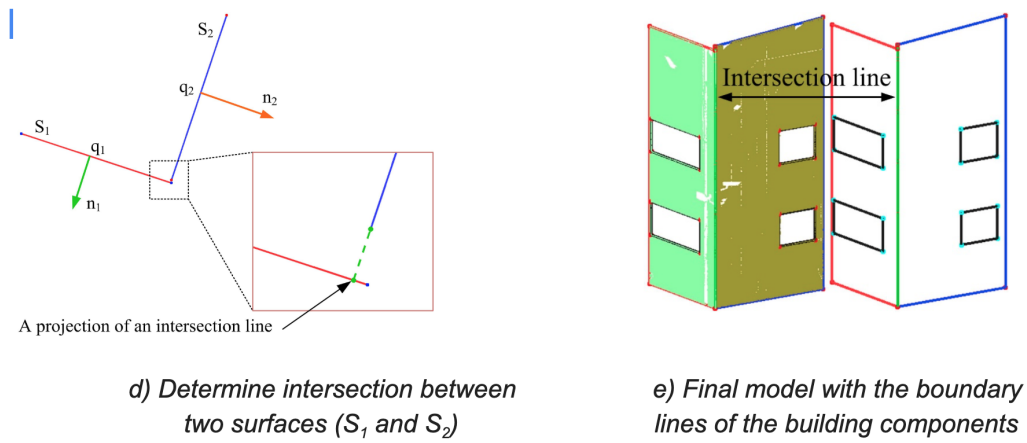 S₂
q₂
n₂
S₁
q₁
n₁
A projection of an intersection line
Intersection line
d) Determine intersection between
two surfaces (S₁ and S₂)
e) Final model with the boundary
lines of the building components